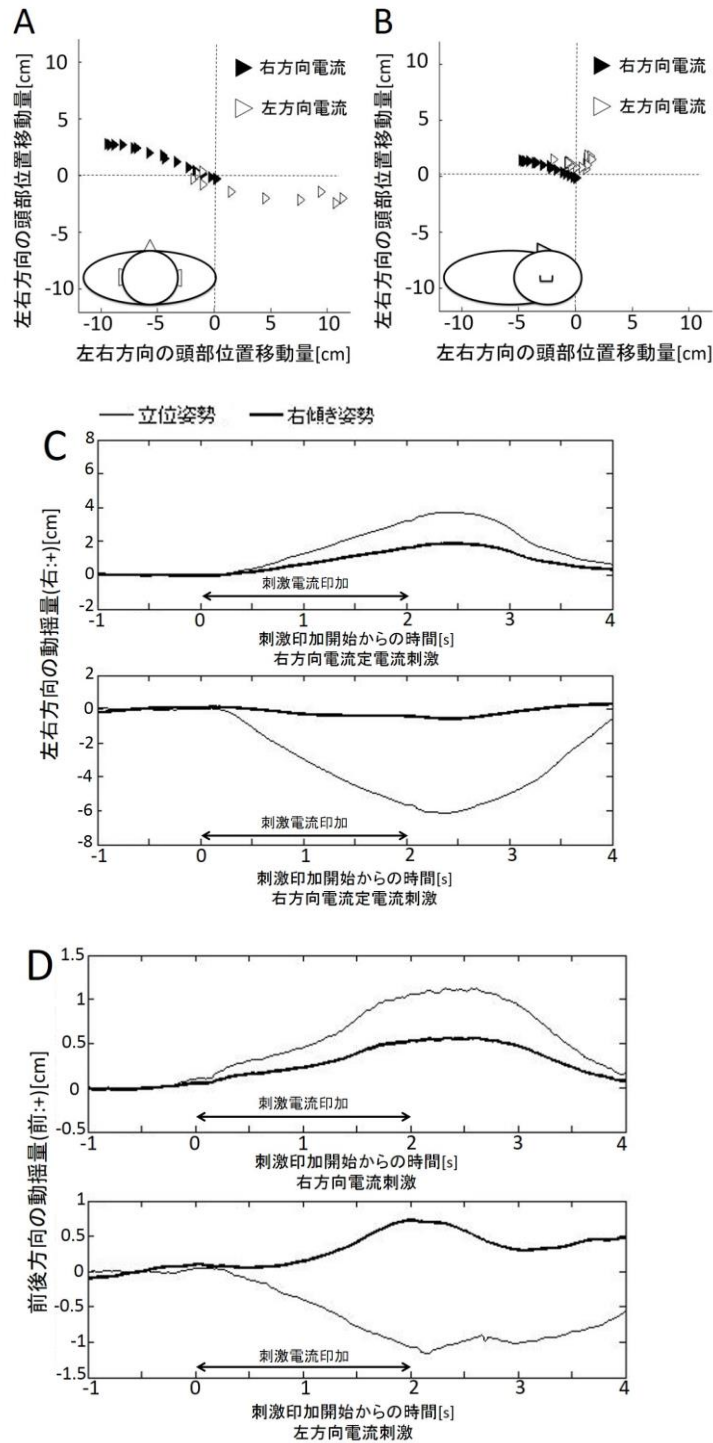 A
B
左右方向の頭部位置移動量[cm]
10
5
0
-5
-10
▶右方向電流
▷左方向電流
-10
-5
0
5
10
左右方向の頭部位置移動量[cm]
左右方向の頭部位置移動量[cm]
10
5
0
-5
-10
▶右方向電流
▷左方向電流
-10
-5
0
5
10
左右方向の頭部位置移動量[cm]
立位姿勢
右傾き姿勢
C
左右方向の動揺量(右:+)[cm]
8
6
4
2
0
-2
刺激電流印加
-1
0
1
2
3
4
刺激印加開始からの時間[s]
右方向電流定電流刺激
2
0
-2
-4
-6
-8
刺激電流印加
-1
0
1
2
3
4
刺激印加開始からの時間[s]
右方向電流定電流刺激
D
前後方向の動揺量(前:+)[cm]
1.5
1
0.5
0
-0.5
刺激電流印加
-1
0
1
2
3
4
刺激印加開始からの時間[s]
右方向電流刺激
1
0.5
0
-0.5
-1
-1.5
刺激電流印加
-1
0
1
2
3
4
刺激印加開始からの時間[s]
左方向電流刺激